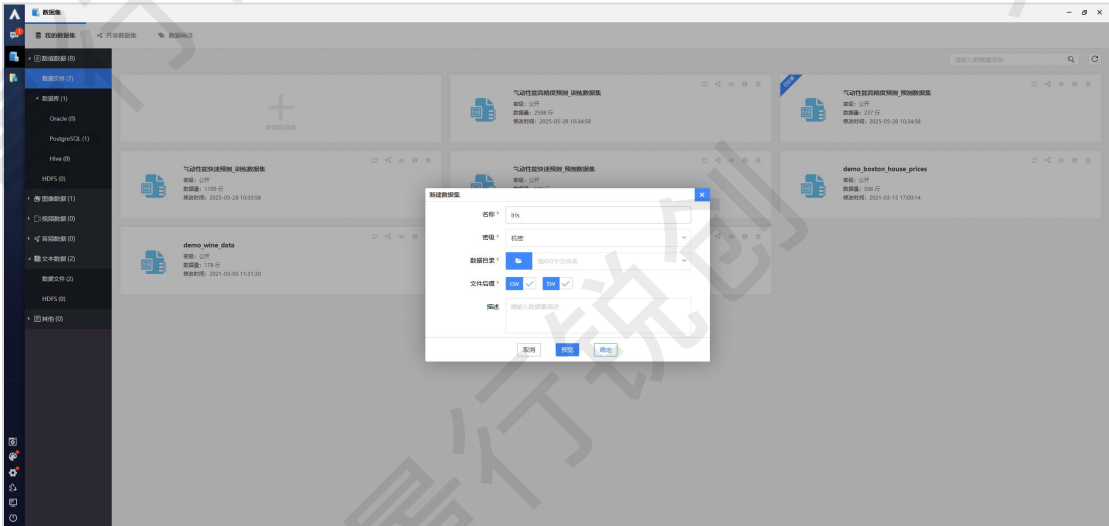 数据集
我的数据集
共享数据集
数据标注
数值数据 (8)
数据文件 (7)
数据库 (1)
Oracle (0)
PostgreSQL (1)
Hive (0)
HDFS (0)
图像数据 (1)
视频数据 (0)
音频数据 (0)
文本数据 (2)
数据文件 (2)
HDFS (0)
其他 (0)
请输入数据集名称
新建数据集
气动性能高精度预测_训练数据集
密级: 公开
数据量: 2598 行
修改时间: 2025-05-28 10:34:58
气动性能高精度预测_预测数据集
密级: 公开
数据量: 237 行
修改时间: 2025-05-28 10:34:58
气动性能快速预测_训练数据集
密级: 公开
数据量: 1100 行
修改时间: 2025-05-28 10:33:58
气动性能快速预测_预测数据集
密级: 公开
demo_boston_house_prices
密级: 公开
数据量: 506 行
修改时间: 2021-03-15 17:00:14
demo_wine_data
密级: 公开
数据量: 178 行
修改时间: 2021-03-05 11:31:30
新建数据集
名称 * iris
密级 * 机密
数据目录 * 选中0个文件夹
文件后缀 * csv tsv
描述 请输入数据集描述
取消 预览 确定